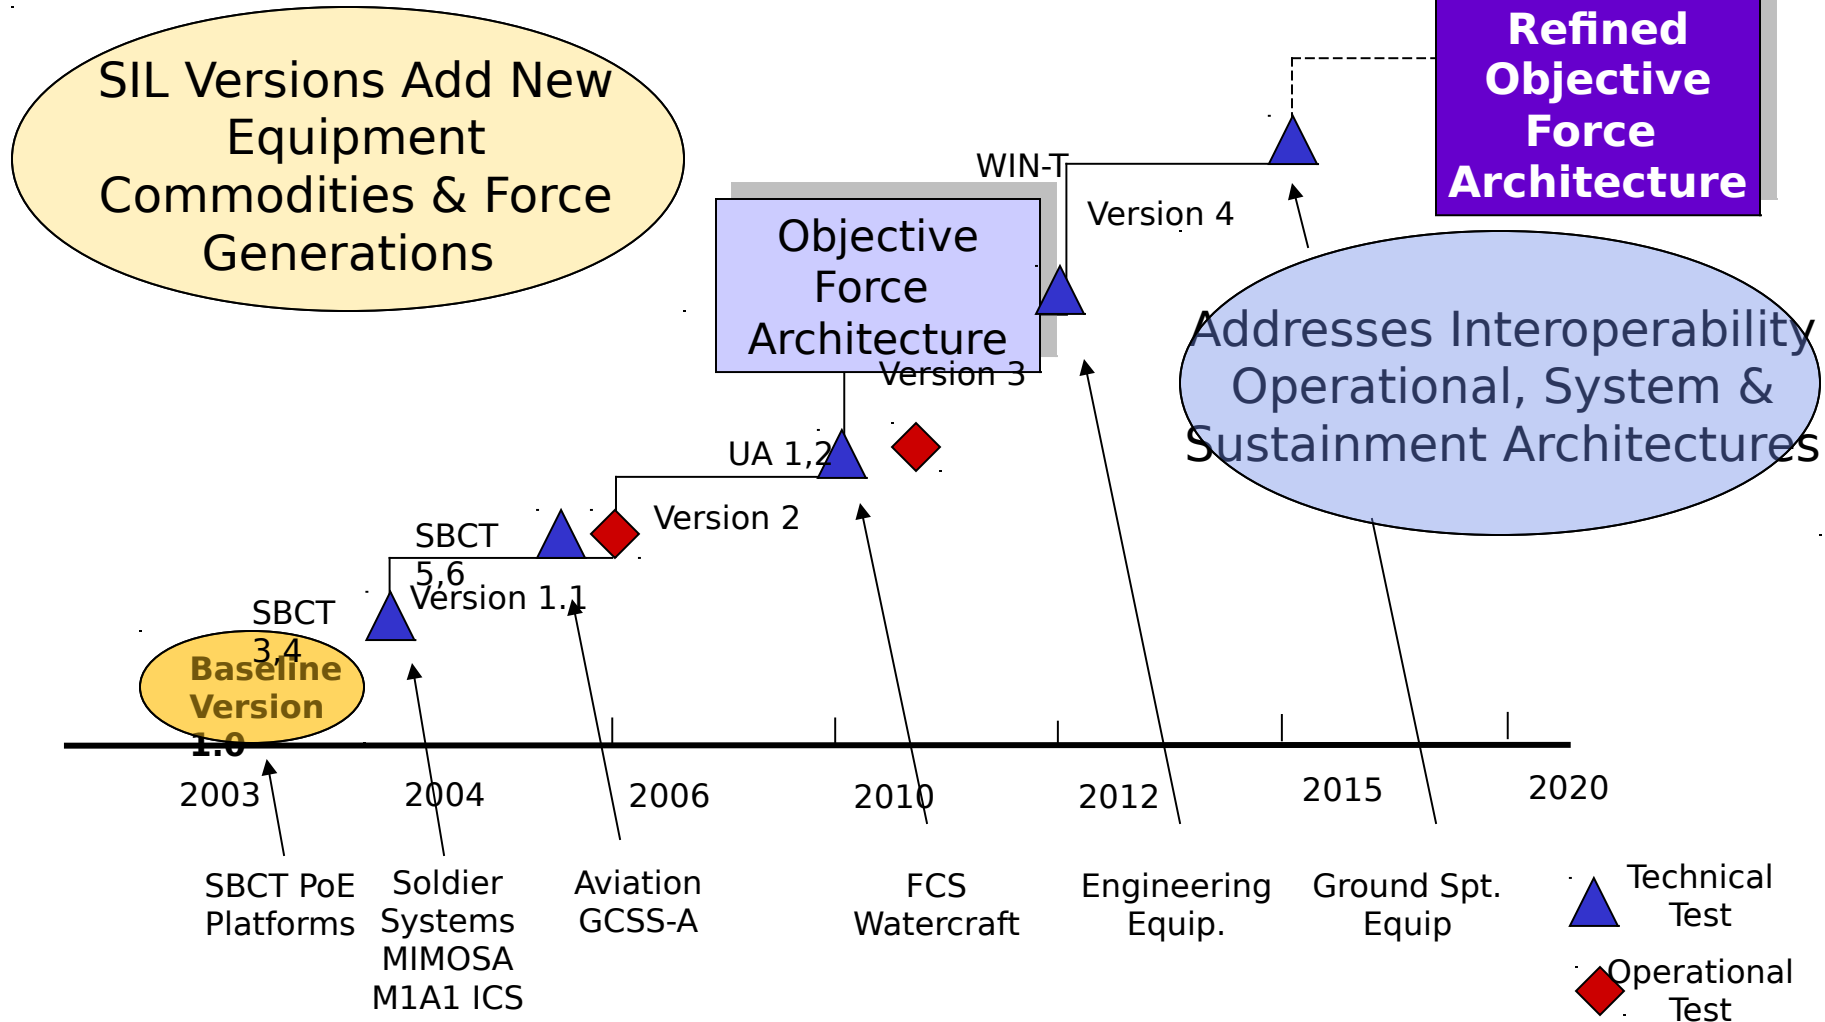 SIL Versions Add New
Equipment
Commodities & Force
Generations
Refined
Objective
Force
Architecture
WIN-T
Version 4
Objective
Force
Architecture
Version 3
Addresses Interoperability
Operational, System &
Sustainment Architectures
UA 1,2
Version 2
SBCT
5,6
Version 1.1
SBCT
3,4
Baseline
Version
1.0
2003
2004
2006
2010
2012
2015
2020
SBCT PoE
Platforms
Soldier
Systems
MIMOSA
M1A1 ICS
Aviation
GCSS-A
FCS
Watercraft
Engineering
Equip.
Ground Spt.
Equip
Technical
Test
Operational
Test